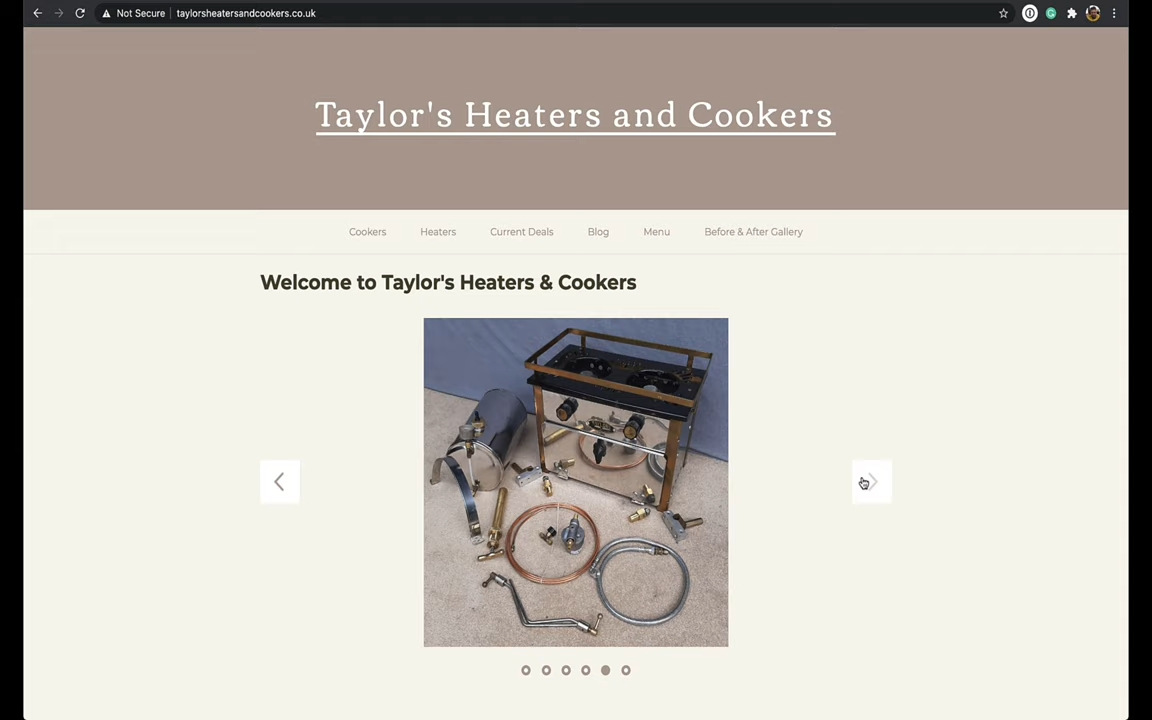 Not Secure | taylorsheatersandcookers.co.uk
Taylor's Heaters and Cookers
Cookers Heaters Current Deals Blog Menu Before & After Gallery
Welcome to Taylor's Heaters & Cookers